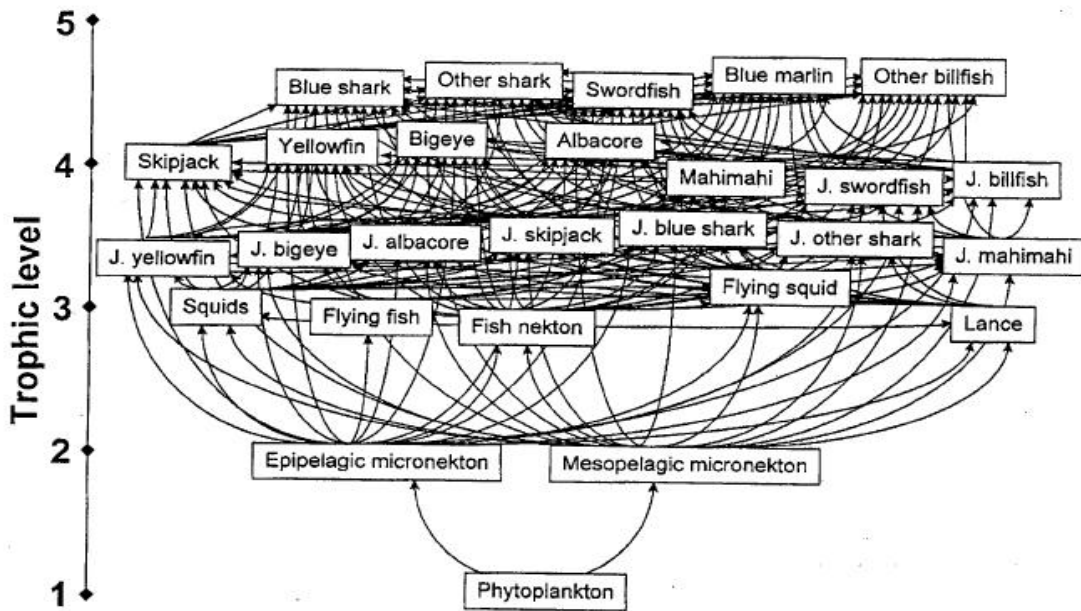 5
Blue shark
Other shark
Swordfish
Blue marlin
Other billfish
4
Skipjack
Yellowfin
Bigeye
Albacore
Mahimahi
J. swordfish
J. billfish
J. yellowfin
J. bigeye
J. albacore
J. skipjack
J. blue shark
J. other shark
J. mahimahi
Trophic level
3
Squids
Flying fish
Fish nekton
Flying squid
Lance
2
Epipelagic micronekton
Mesopelagic micronekton
1
Phytoplankton